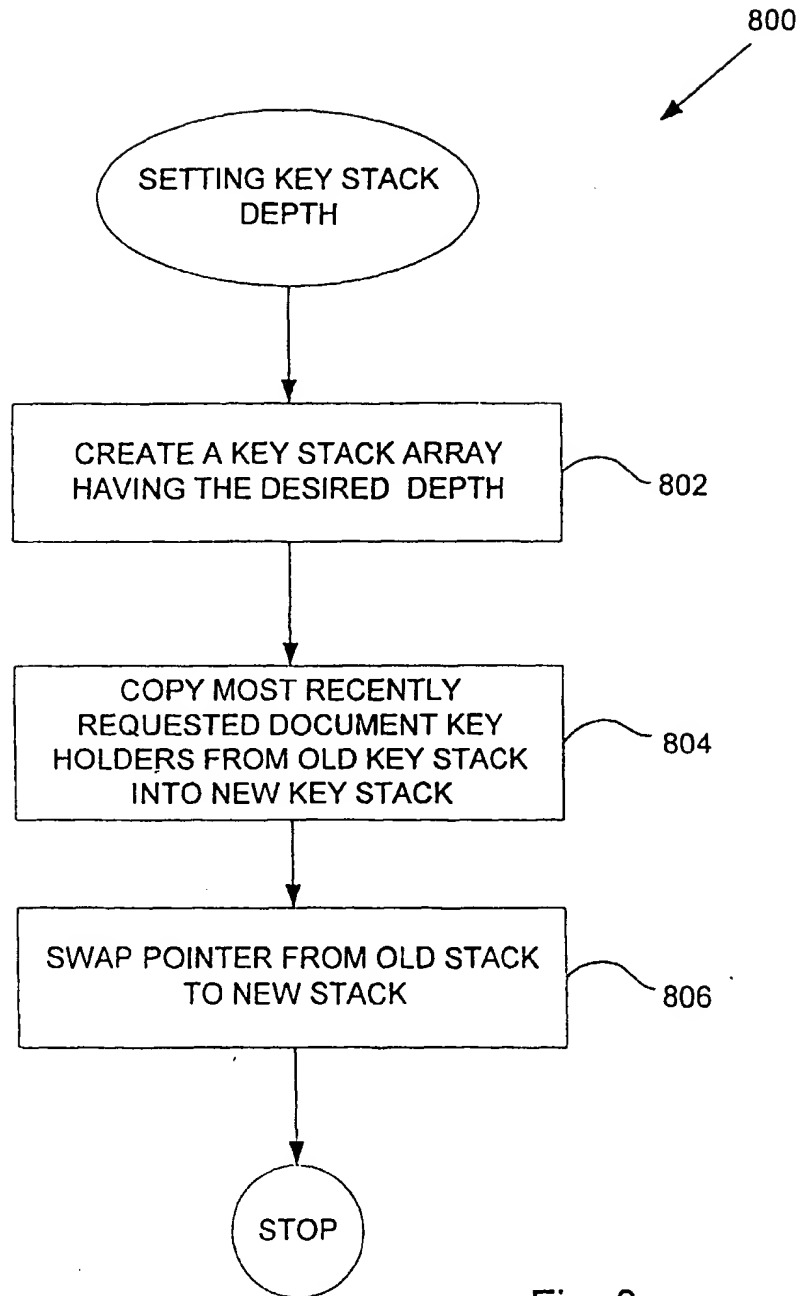 800
SETTING KEY STACK
DEPTH
CREATE A KEY STACK ARRAY
HAVING THE DESIRED DEPTH
802
COPY MOST RECENTLY
REQUESTED DOCUMENT KEY
HOLDERS FROM OLD KEY STACK
INTO NEW KEY STACK
804
SWAP POINTER FROM OLD STACK
TO NEW STACK
806
STOP